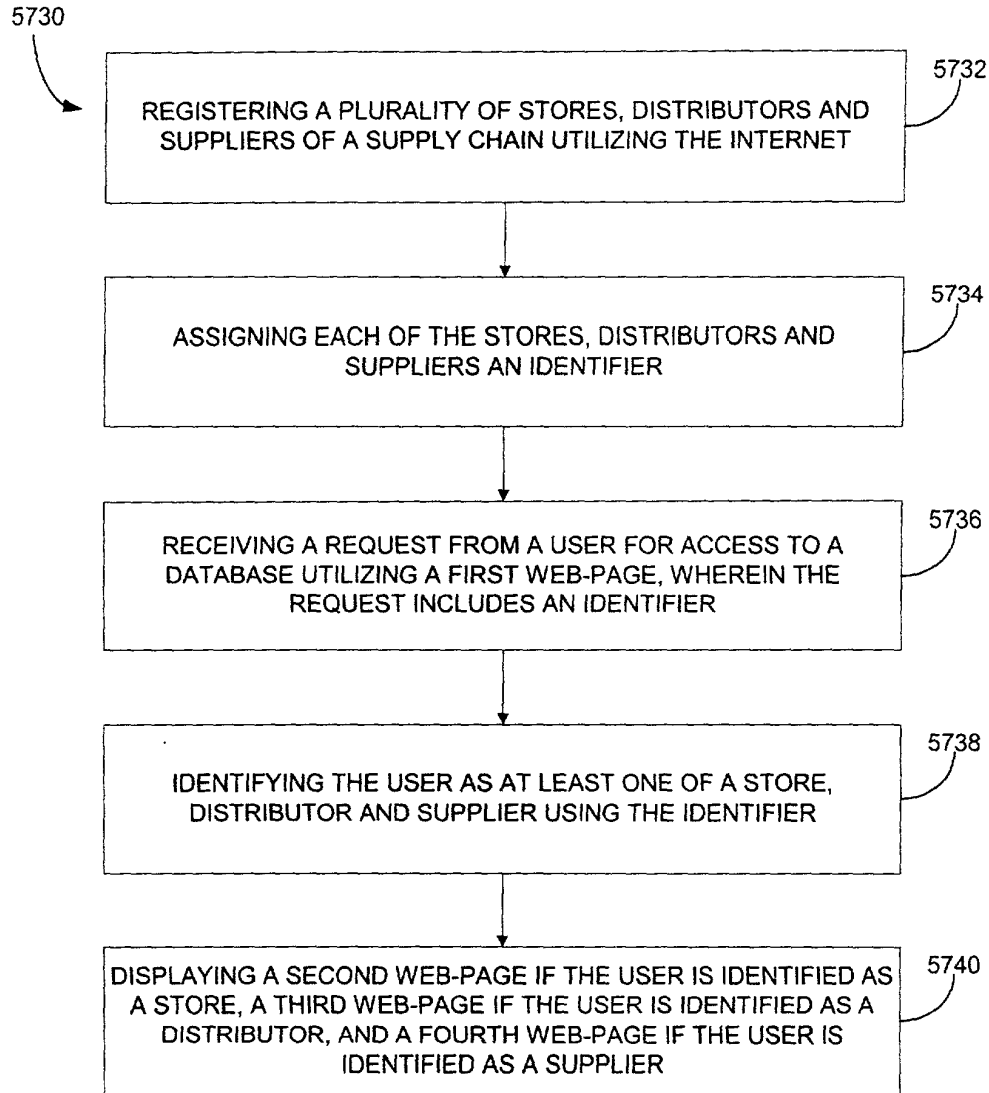 5730
5732
REGISTERING A PLURALITY OF STORES, DISTRIBUTORS AND
SUPPLIERS OF A SUPPLY CHAIN UTILIZING THE INTERNET
5734
ASSIGNING EACH OF THE STORES, DISTRIBUTORS AND
SUPPLIERS AN IDENTIFIER
5736
RECEIVING A REQUEST FROM A USER FOR ACCESS TO A
DATABASE UTILIZING A FIRST WEB-PAGE, WHEREIN THE
REQUEST INCLUDES AN IDENTIFIER
5738
IDENTIFYING THE USER AS AT LEAST ONE OF A STORE,
DISTRIBUTOR AND SUPPLIER USING THE IDENTIFIER
5740
DISPLAYING A SECOND WEB-PAGE IF THE USER IS IDENTIFIED AS
A STORE, A THIRD WEB-PAGE IF THE USER IS IDENTIFIED AS A
DISTRIBUTOR, AND A FOURTH WEB-PAGE IF THE USER IS
IDENTIFIED AS A SUPPLIER